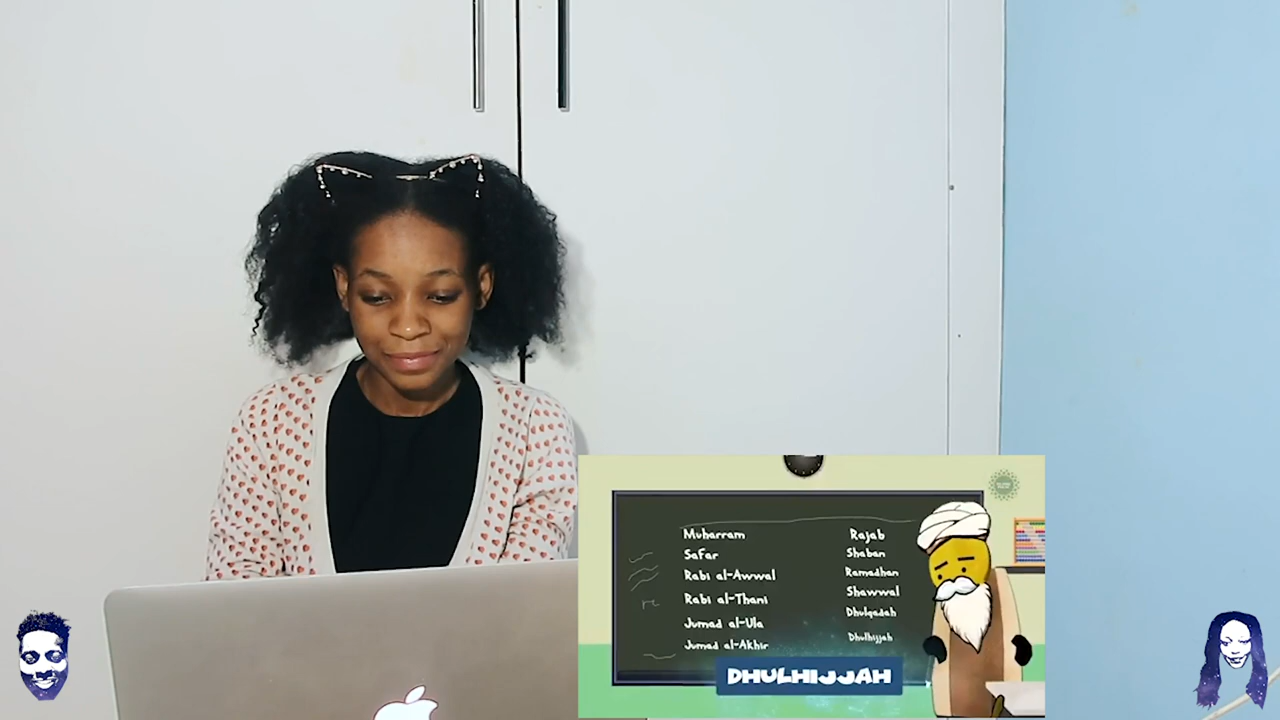 Muharram
Safar
Rabi al-Awwal
Rabi al-Thani
Jumad al-Ula
Jumad al-Akhir
Rajab
Shaban
Ramadhan
Shawwal
Dhulqadah
Dhulhijjah
DHULHIJJAH